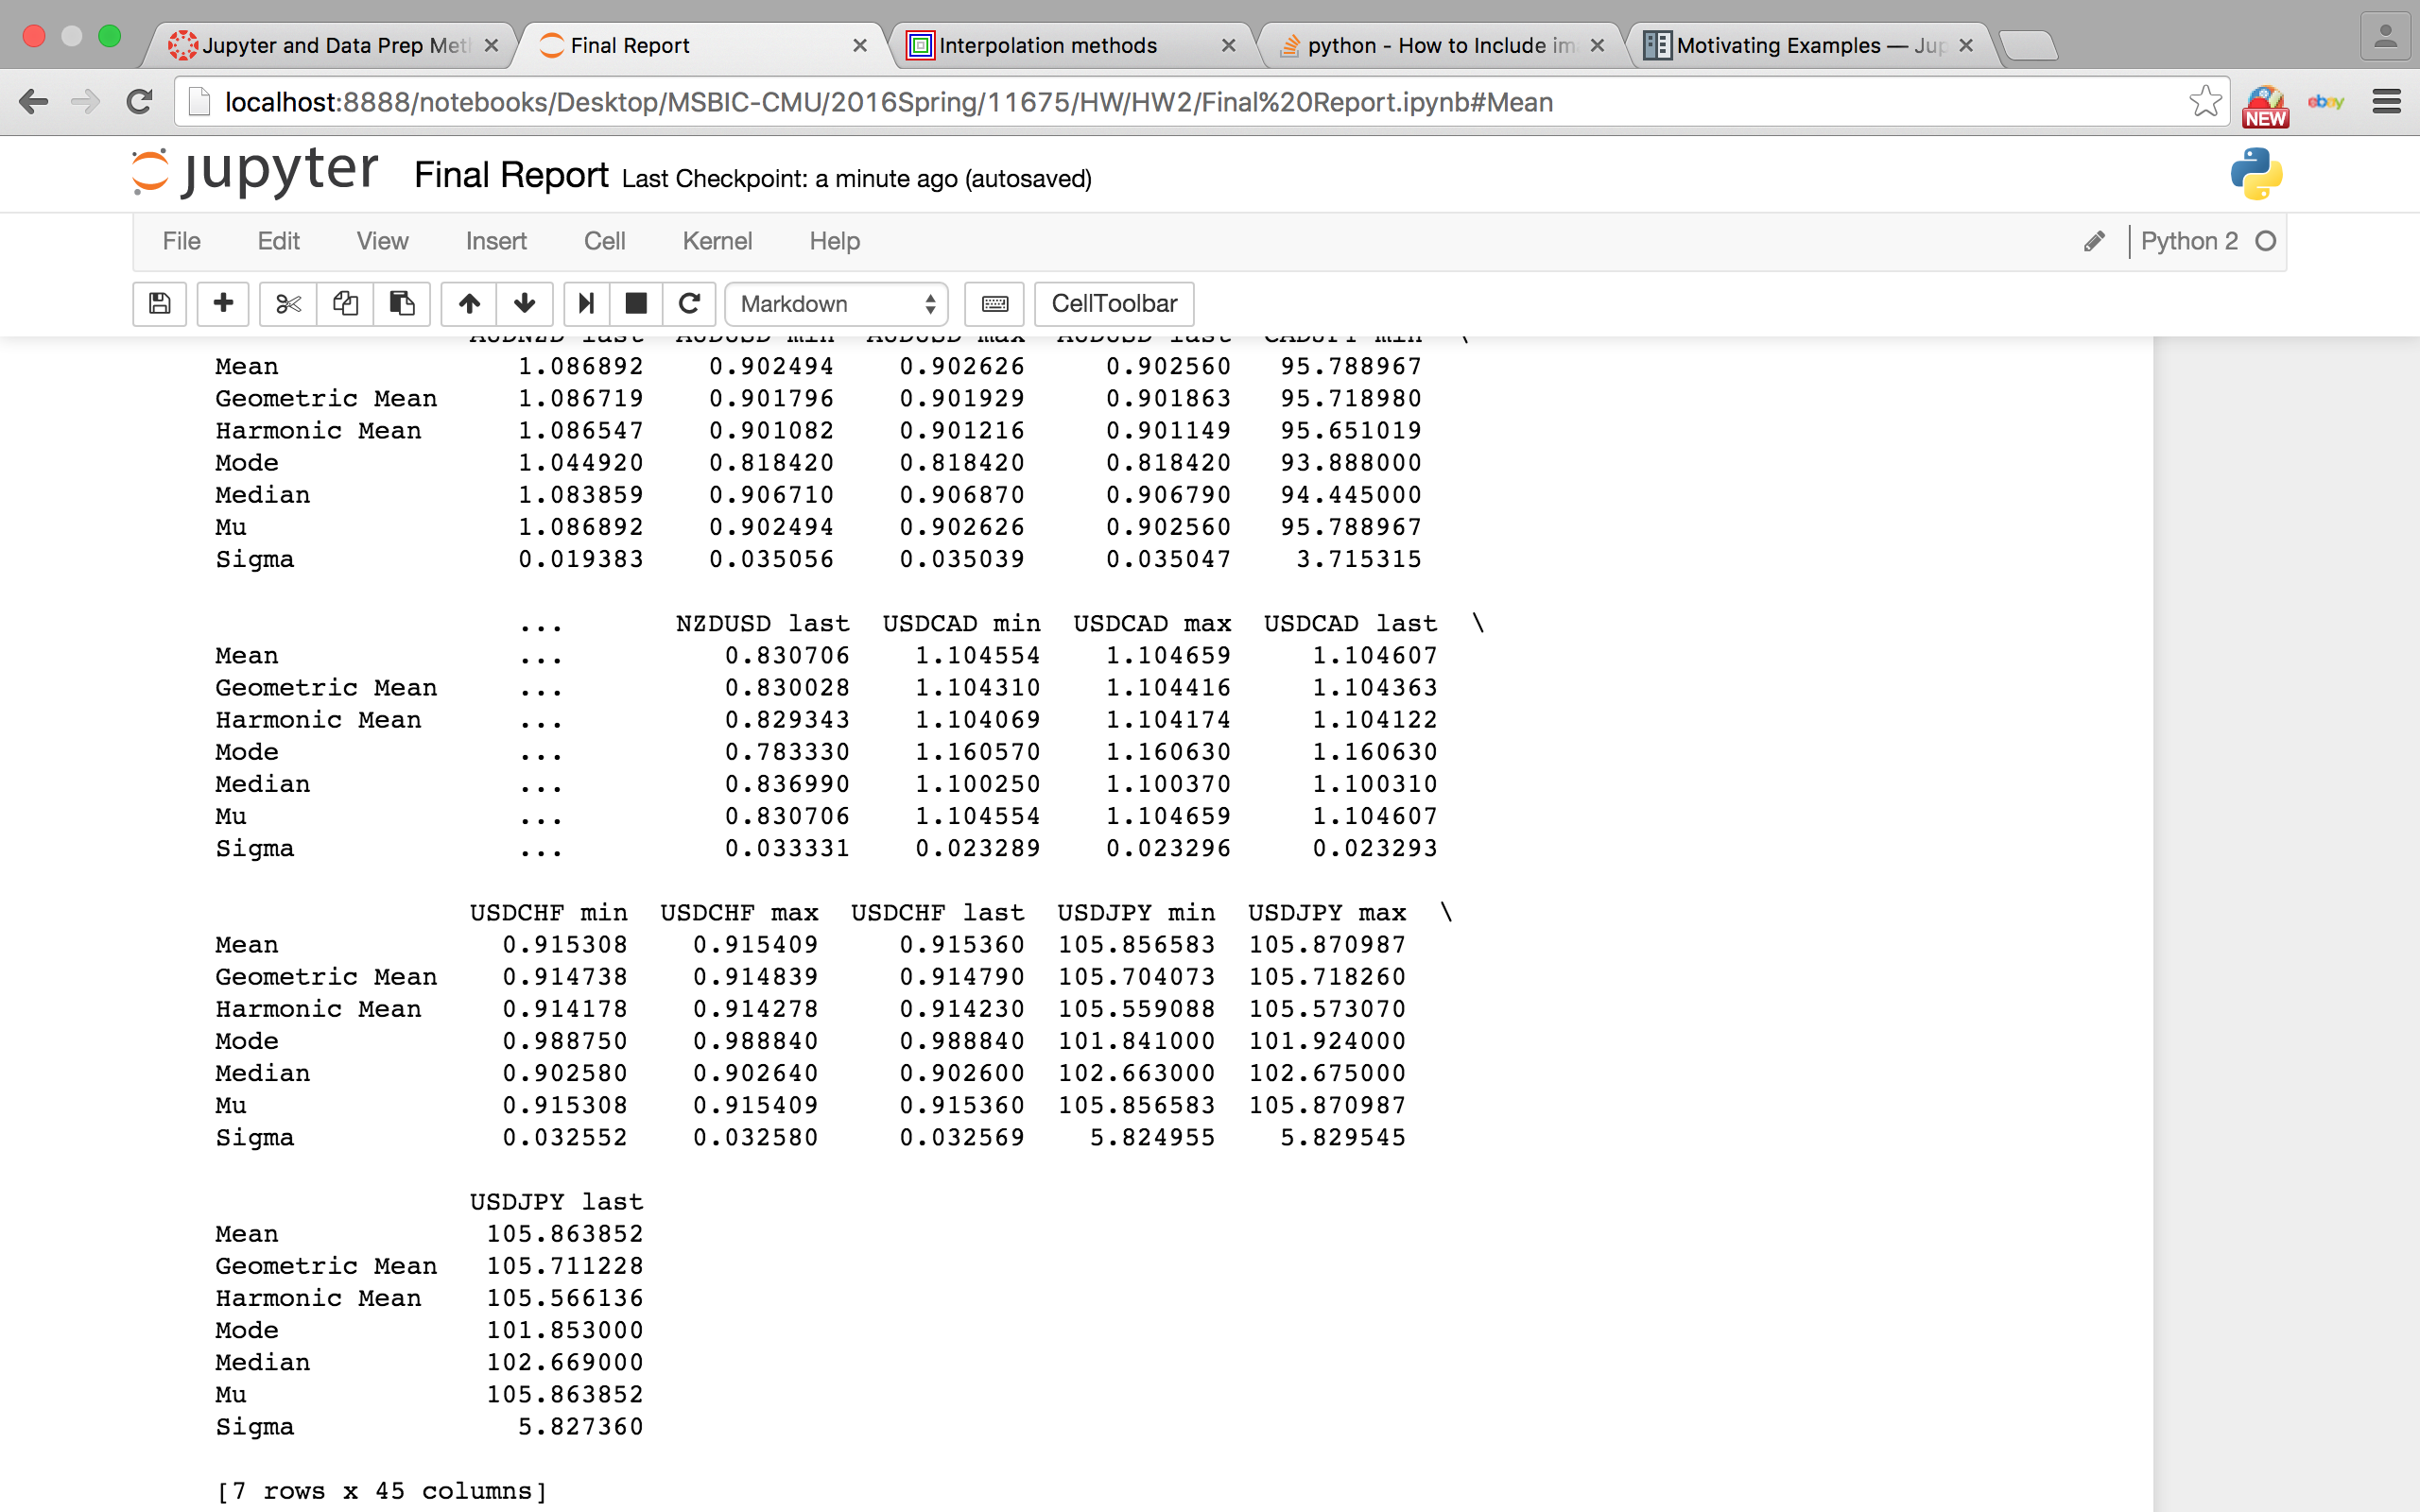 Jupyter and Data Prep Met
Final Report
Interpolation methods
python - How to Include im
Motivating Examples — Jup
localhost:8888/notebooks/Desktop/MSBIC-CMU/2016Spring/11675/HW/HW2/Final%20Report.ipynb#Mean
NEW
ebay
jupyter Final Report Last Checkpoint: a minute ago (autosaved)
File Edit View Insert Cell Kernel Help Python 2
Markdown CellToolbar
AUDNZD last AUDUSD min AUDUSD max AUDUSD last CADJPY min \
Mean 1.086892 0.902494 0.902626 0.902560 95.788967
Geometric Mean 1.086719 0.901796 0.901929 0.901863 95.718980
Harmonic Mean 1.086547 0.901082 0.901216 0.901149 95.651019
Mode 1.044920 0.818420 0.818420 0.818420 93.888000
Median 1.083859 0.906710 0.906870 0.906790 94.445000
Mu 1.086892 0.902494 0.902626 0.902560 95.788967
Sigma 0.019383 0.035056 0.035039 0.035047 3.715315
... NZDUSD last USDCAD min USDCAD max USDCAD last \
Mean ... 0.830706 1.104554 1.104659 1.104607
Geometric Mean ... 0.830028 1.104310 1.104416 1.104363
Harmonic Mean ... 0.829343 1.104069 1.104174 1.104122
Mode ... 0.783330 1.160570 1.160630 1.160630
Median ... 0.836990 1.100250 1.100370 1.100310
Mu ... 0.830706 1.104554 1.104659 1.104607
Sigma ... 0.033331 0.023289 0.023296 0.023293
USDCHF min USDCHF max USDCHF last USDJPY min USDJPY max \
Mean 0.915308 0.915409 0.915360 105.856583 105.870987
Geometric Mean 0.914738 0.914839 0.914790 105.704073 105.718260
Harmonic Mean 0.914178 0.914278 0.914230 105.559088 105.573070
Mode 0.988750 0.988840 0.988840 101.841000 101.924000
Median 0.902580 0.902640 0.902600 102.663000 102.675000
Mu 0.915308 0.915409 0.915360 105.856583 105.870987
Sigma 0.032552 0.032580 0.032569 5.824955 5.829545
USDJPY last
Mean 105.863852
Geometric Mean 105.711228
Harmonic Mean 105.566136
Mode 101.853000
Median 102.669000
Mu 105.863852
Sigma 5.827360
[7 rows x 45 columns]